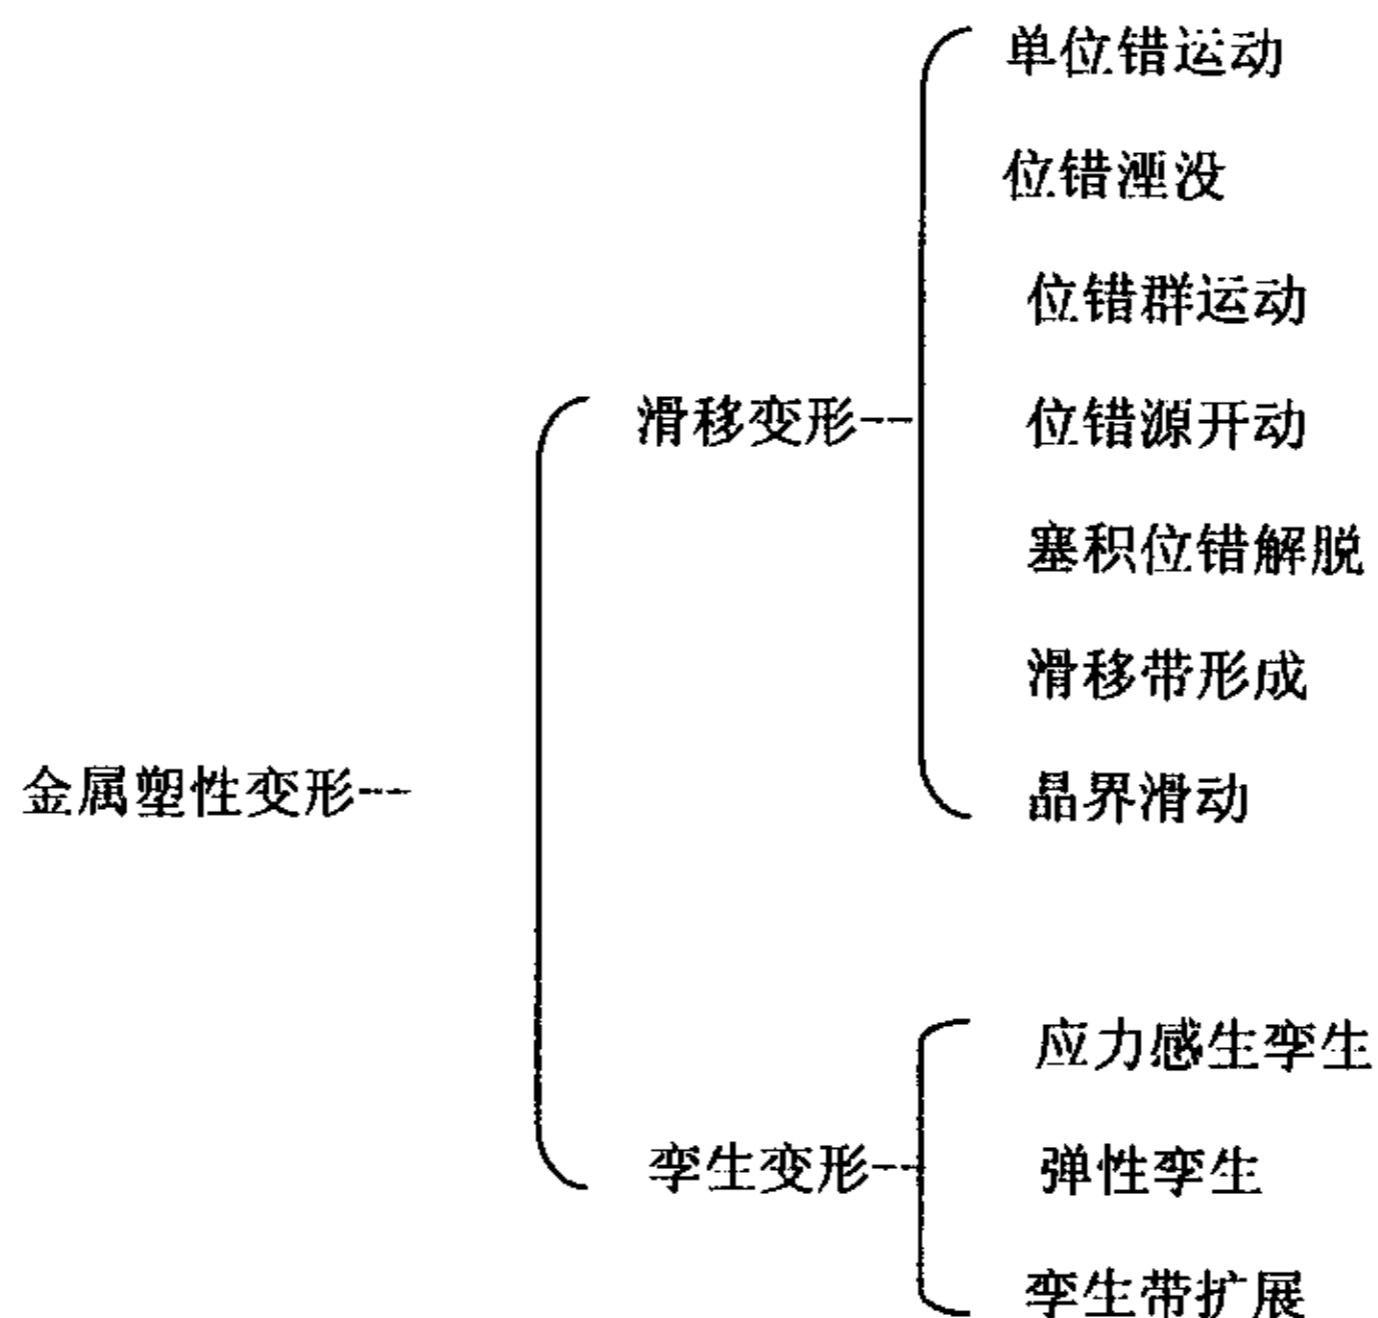 单位错运动
位错湮没
位错群运动
滑移变形--
位错源开动
塞积位错解脱
滑移带形成
金属塑性变形--
晶界滑动
应力感生孪生
孪生变形--
弹性孪生
孪生带扩展